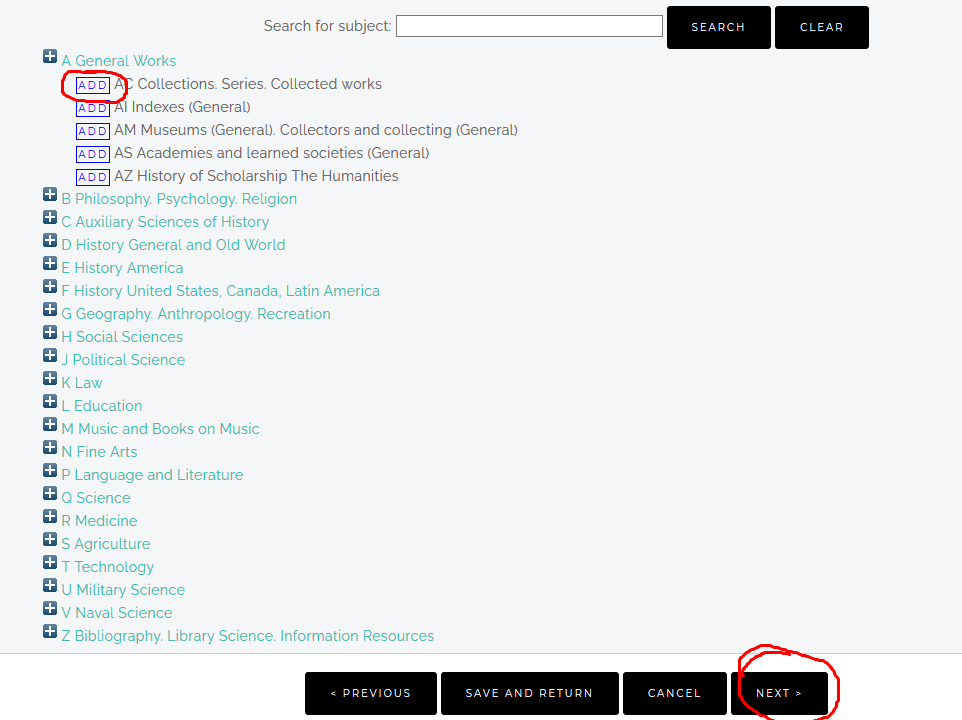 Search for subject: SEARCH CLEAR
A General Works
ADD AC Collections. Series. Collected works
ADD AI Indexes (General)
ADD AM Museums (General). Collectors and collecting (General)
ADD AS Academies and learned societies (General)
ADD AZ History of Scholarship The Humanities
B Philosophy. Psychology. Religion
C Auxiliary Sciences of History
D History General and Old World
E History America
F History United States, Canada, Latin America
G Geography. Anthropology. Recreation
H Social Sciences
J Political Science
K Law
L Education
M Music and Books on Music
N Fine Arts
P Language and Literature
Q Science
R Medicine
S Agriculture
T Technology
U Military Science
V Naval Science
Z Bibliography. Library Science. Information Resources
< PREVIOUS SAVE AND RETURN CANCEL NEXT >